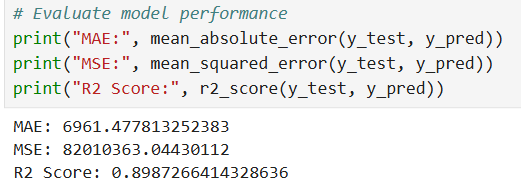 # Evaluate model performance
print("MAE:", mean_absolute_error(y_test, y_pred))
print("MSE:", mean_squared_error(y_test, y_pred))
print("R2 Score:", r2_score(y_test, y_pred))
MAE: 6961.477813252383
MSE: 82010363.04430112
R2 Score: 0.8987266414328636